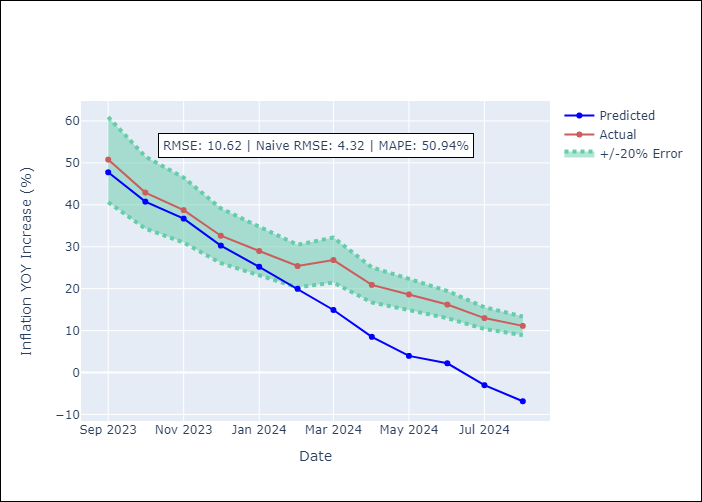 RMSE: 10.62 | Naive RMSE: 4.32 | MAPE: 50.94%
Predicted
Actual
+/-20% Error
Inflation YOY Increase (%)
60
50
40
30
20
10
0
−10
Sep 2023
Nov 2023
Jan 2024
Mar 2024
May 2024
Jul 2024
Date